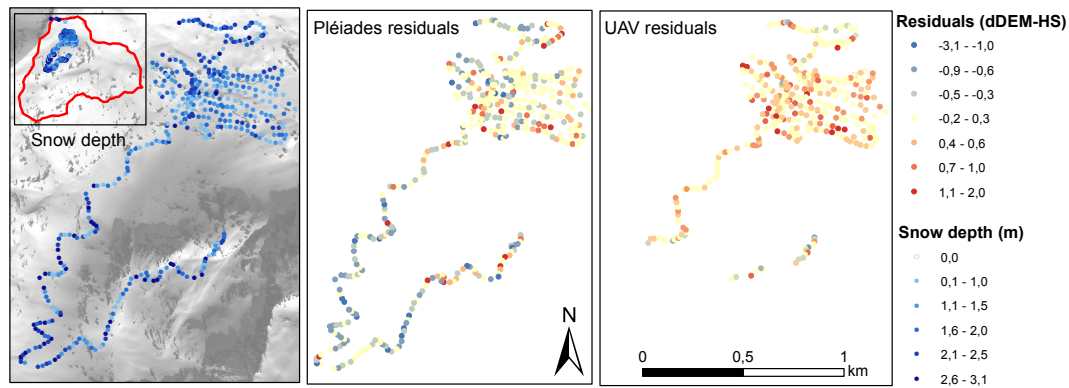 Snow depth
Pléiades residuals
N
UAV residuals
0 0,5 1
km
Residuals (dDEM-HS)
-3,1 - -1,0
-0,9 - -0,6
-0,5 - -0,3
-0,2 - 0,3
0,4 - 0,6
0,7 - 1,0
1,1 - 2,0
Snow depth (m)
0,0
0,1 - 1,0
1,1 - 1,5
1,6 - 2,0
2,1 - 2,5
2,6 - 3,1